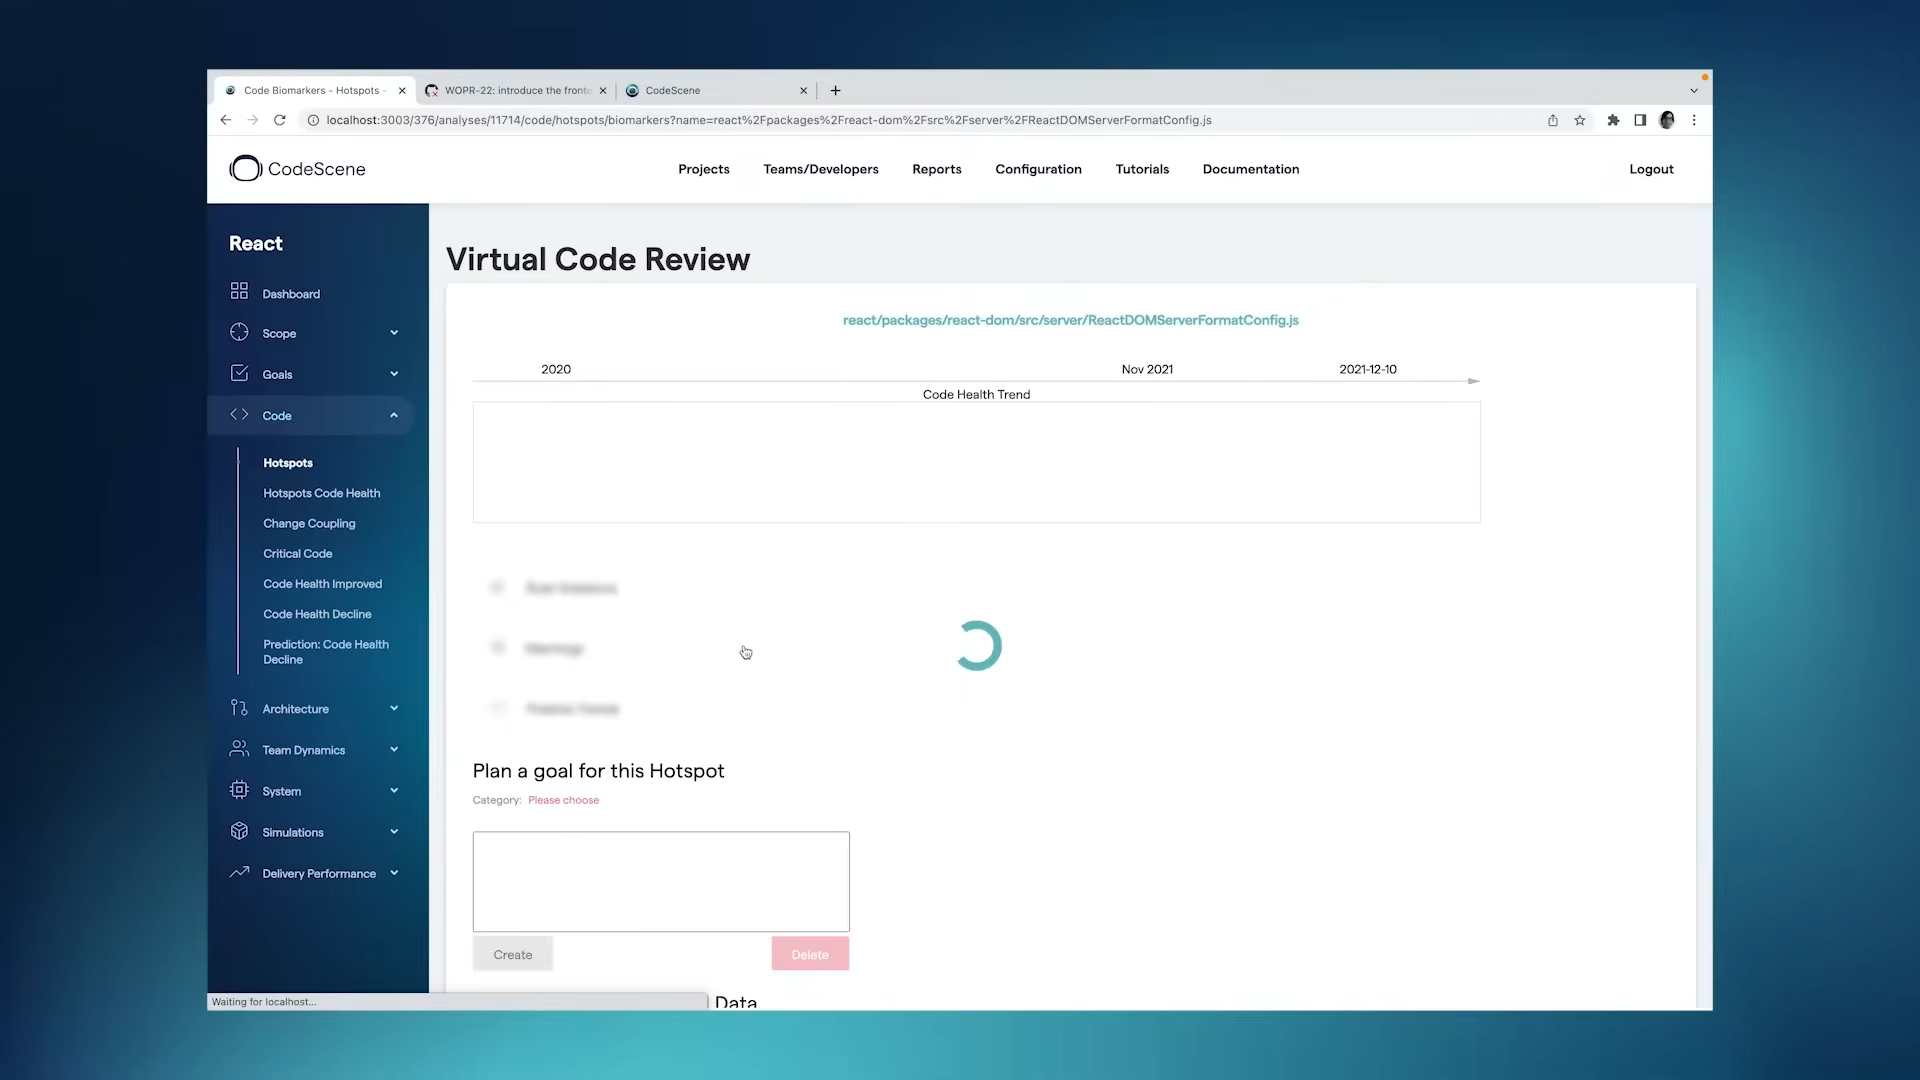 Code Biomarkers - Hotspots -
WOPR-22: introduce the fronte
CodeScene
localhost:3003/376/analyses/11714/code/hotspots/biomarkers?name=react%2Fpackages%2Freact-dom%2Fsrc%2Fserver%2FReactDOMServerFormatConfig.js
CodeScene
Projects
Teams/Developers
Reports
Configuration
Tutorials
Documentation
Logout
React
Dashboard
Scope
Goals
Code
Hotspots
Hotspots Code Health
Change Coupling
Critical Code
Code Health Improved
Code Health Decline
Prediction: Code Health
Decline
Architecture
Team Dynamics
System
Simulations
Delivery Performance
Virtual Code Review
react/packages/react-dom/src/server/ReactDOMServerFormatConfig.js
2020
Nov 2021
2021-12-10
Code Health Trend
Plan a goal for this Hotspot
Category: Please choose
Create
Delete
Data
Waiting for localhost...